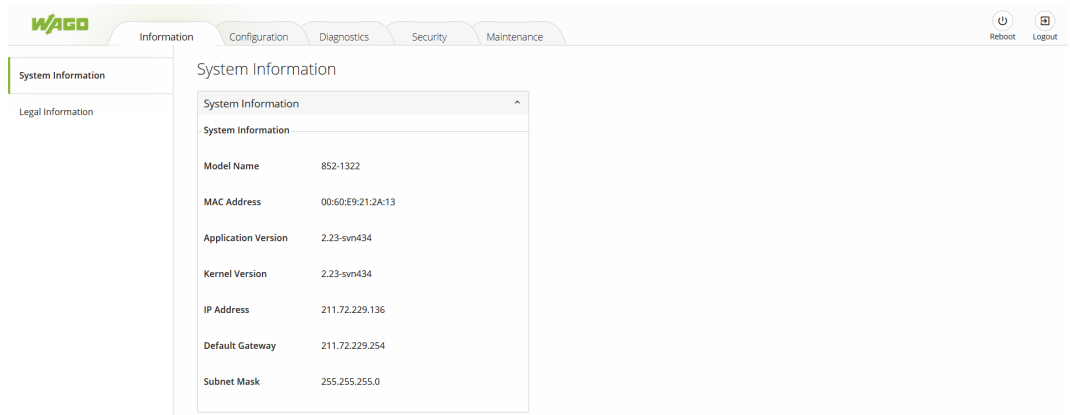 WAGO
Information Configuration Diagnostics Security Maintenance
Reboot Logout
System Information
Legal Information
System Information
System Information
System Information
Model Name 852-1322
MAC Address 00:60:E9:21:2A:13
Application Version 2.23-svn434
Kernel Version 2.23-svn434
IP Address 211.72.229.136
Default Gateway 211.72.229.254
Subnet Mask 255.255.255.0